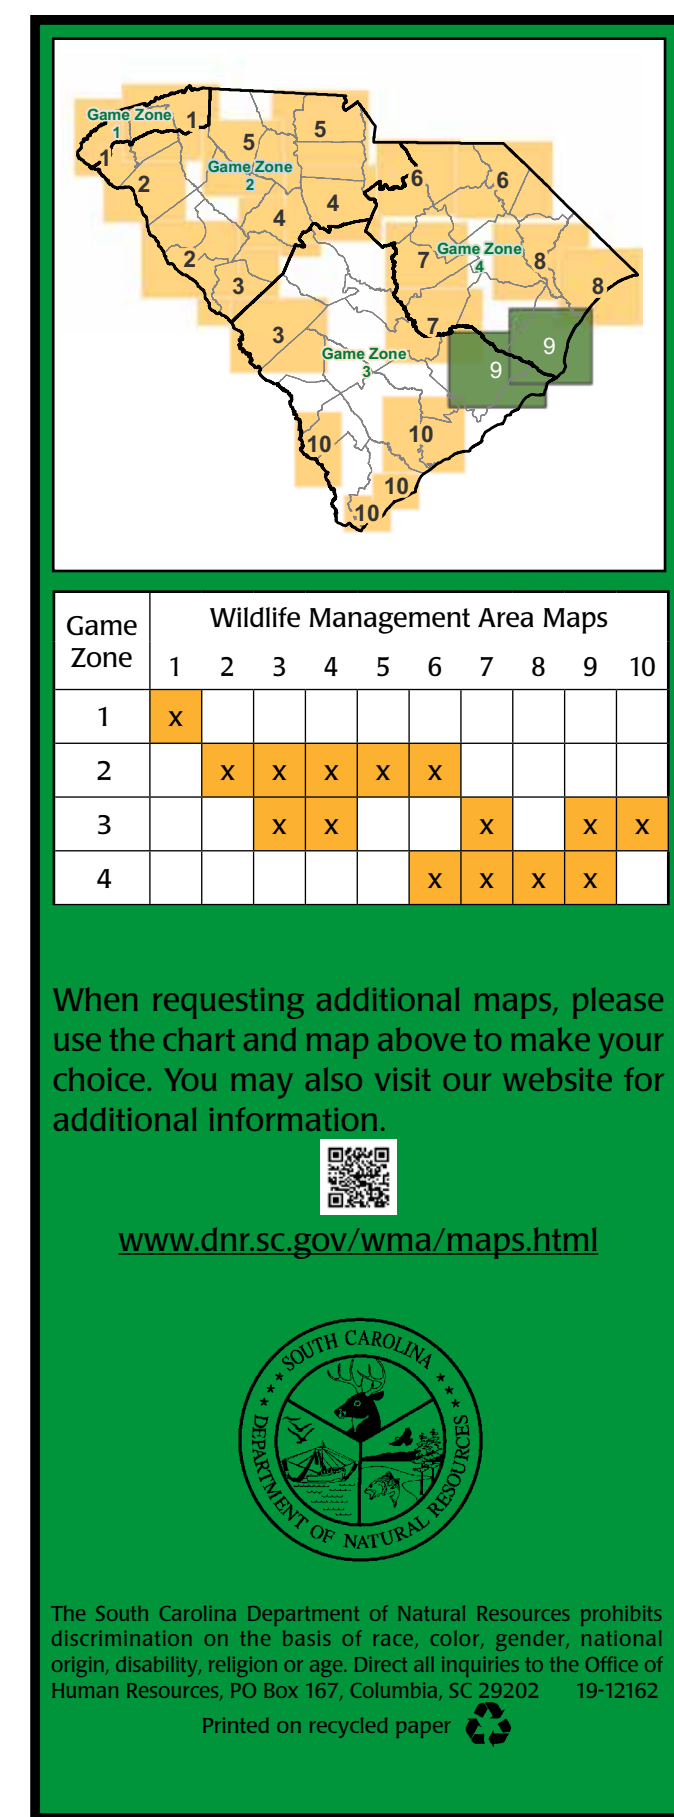 Game Zone
1
1
1
5
5
Game Zone
2
2
4
4
6
6
2
3
7
Game Zone
4
8
8
3
7
Game Zone
3
9
9
10
10
10
10
Game Zone
Wildlife Management Area Maps
1 2 3 4 5 6 7 8 9 10
1 x
2 x x x x x
3 x x x x x
4 x x x x
When requesting additional maps, please
use the chart and map above to make your
choice. You may also visit our website for
additional information.
www.dnr.sc.gov/wma/maps.html
SOUTH CAROLINA
DEPARTMENT OF NATURAL RESOURCES
The South Carolina Department of Natural Resources prohibits
discrimination on the basis of race, color, gender, national
origin, disability, religion or age. Direct all inquiries to the Office of
Human Resources, PO Box 167, Columbia, SC 29202 19-12162
Printed on recycled paper